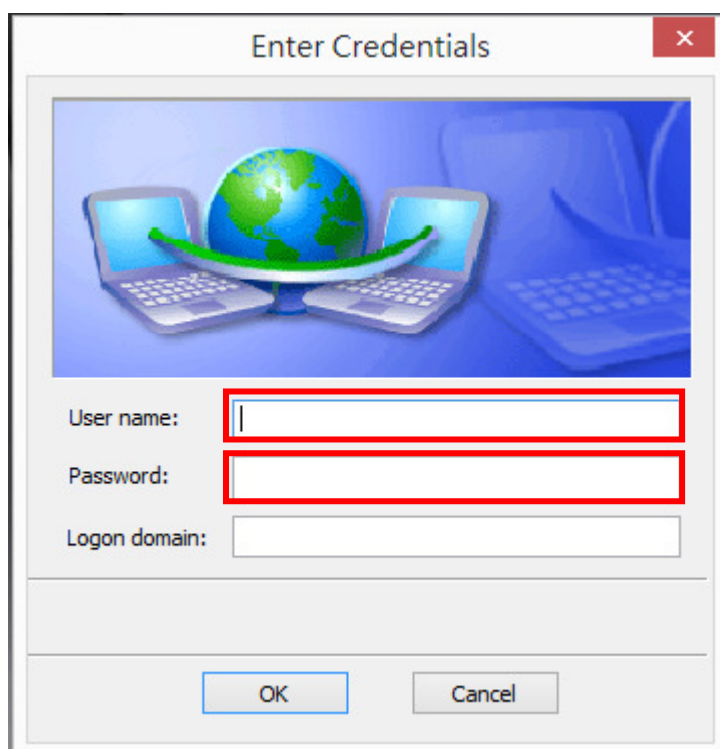 Enter Credentials
User name:
Password:
Logon domain:
OK
Cancel